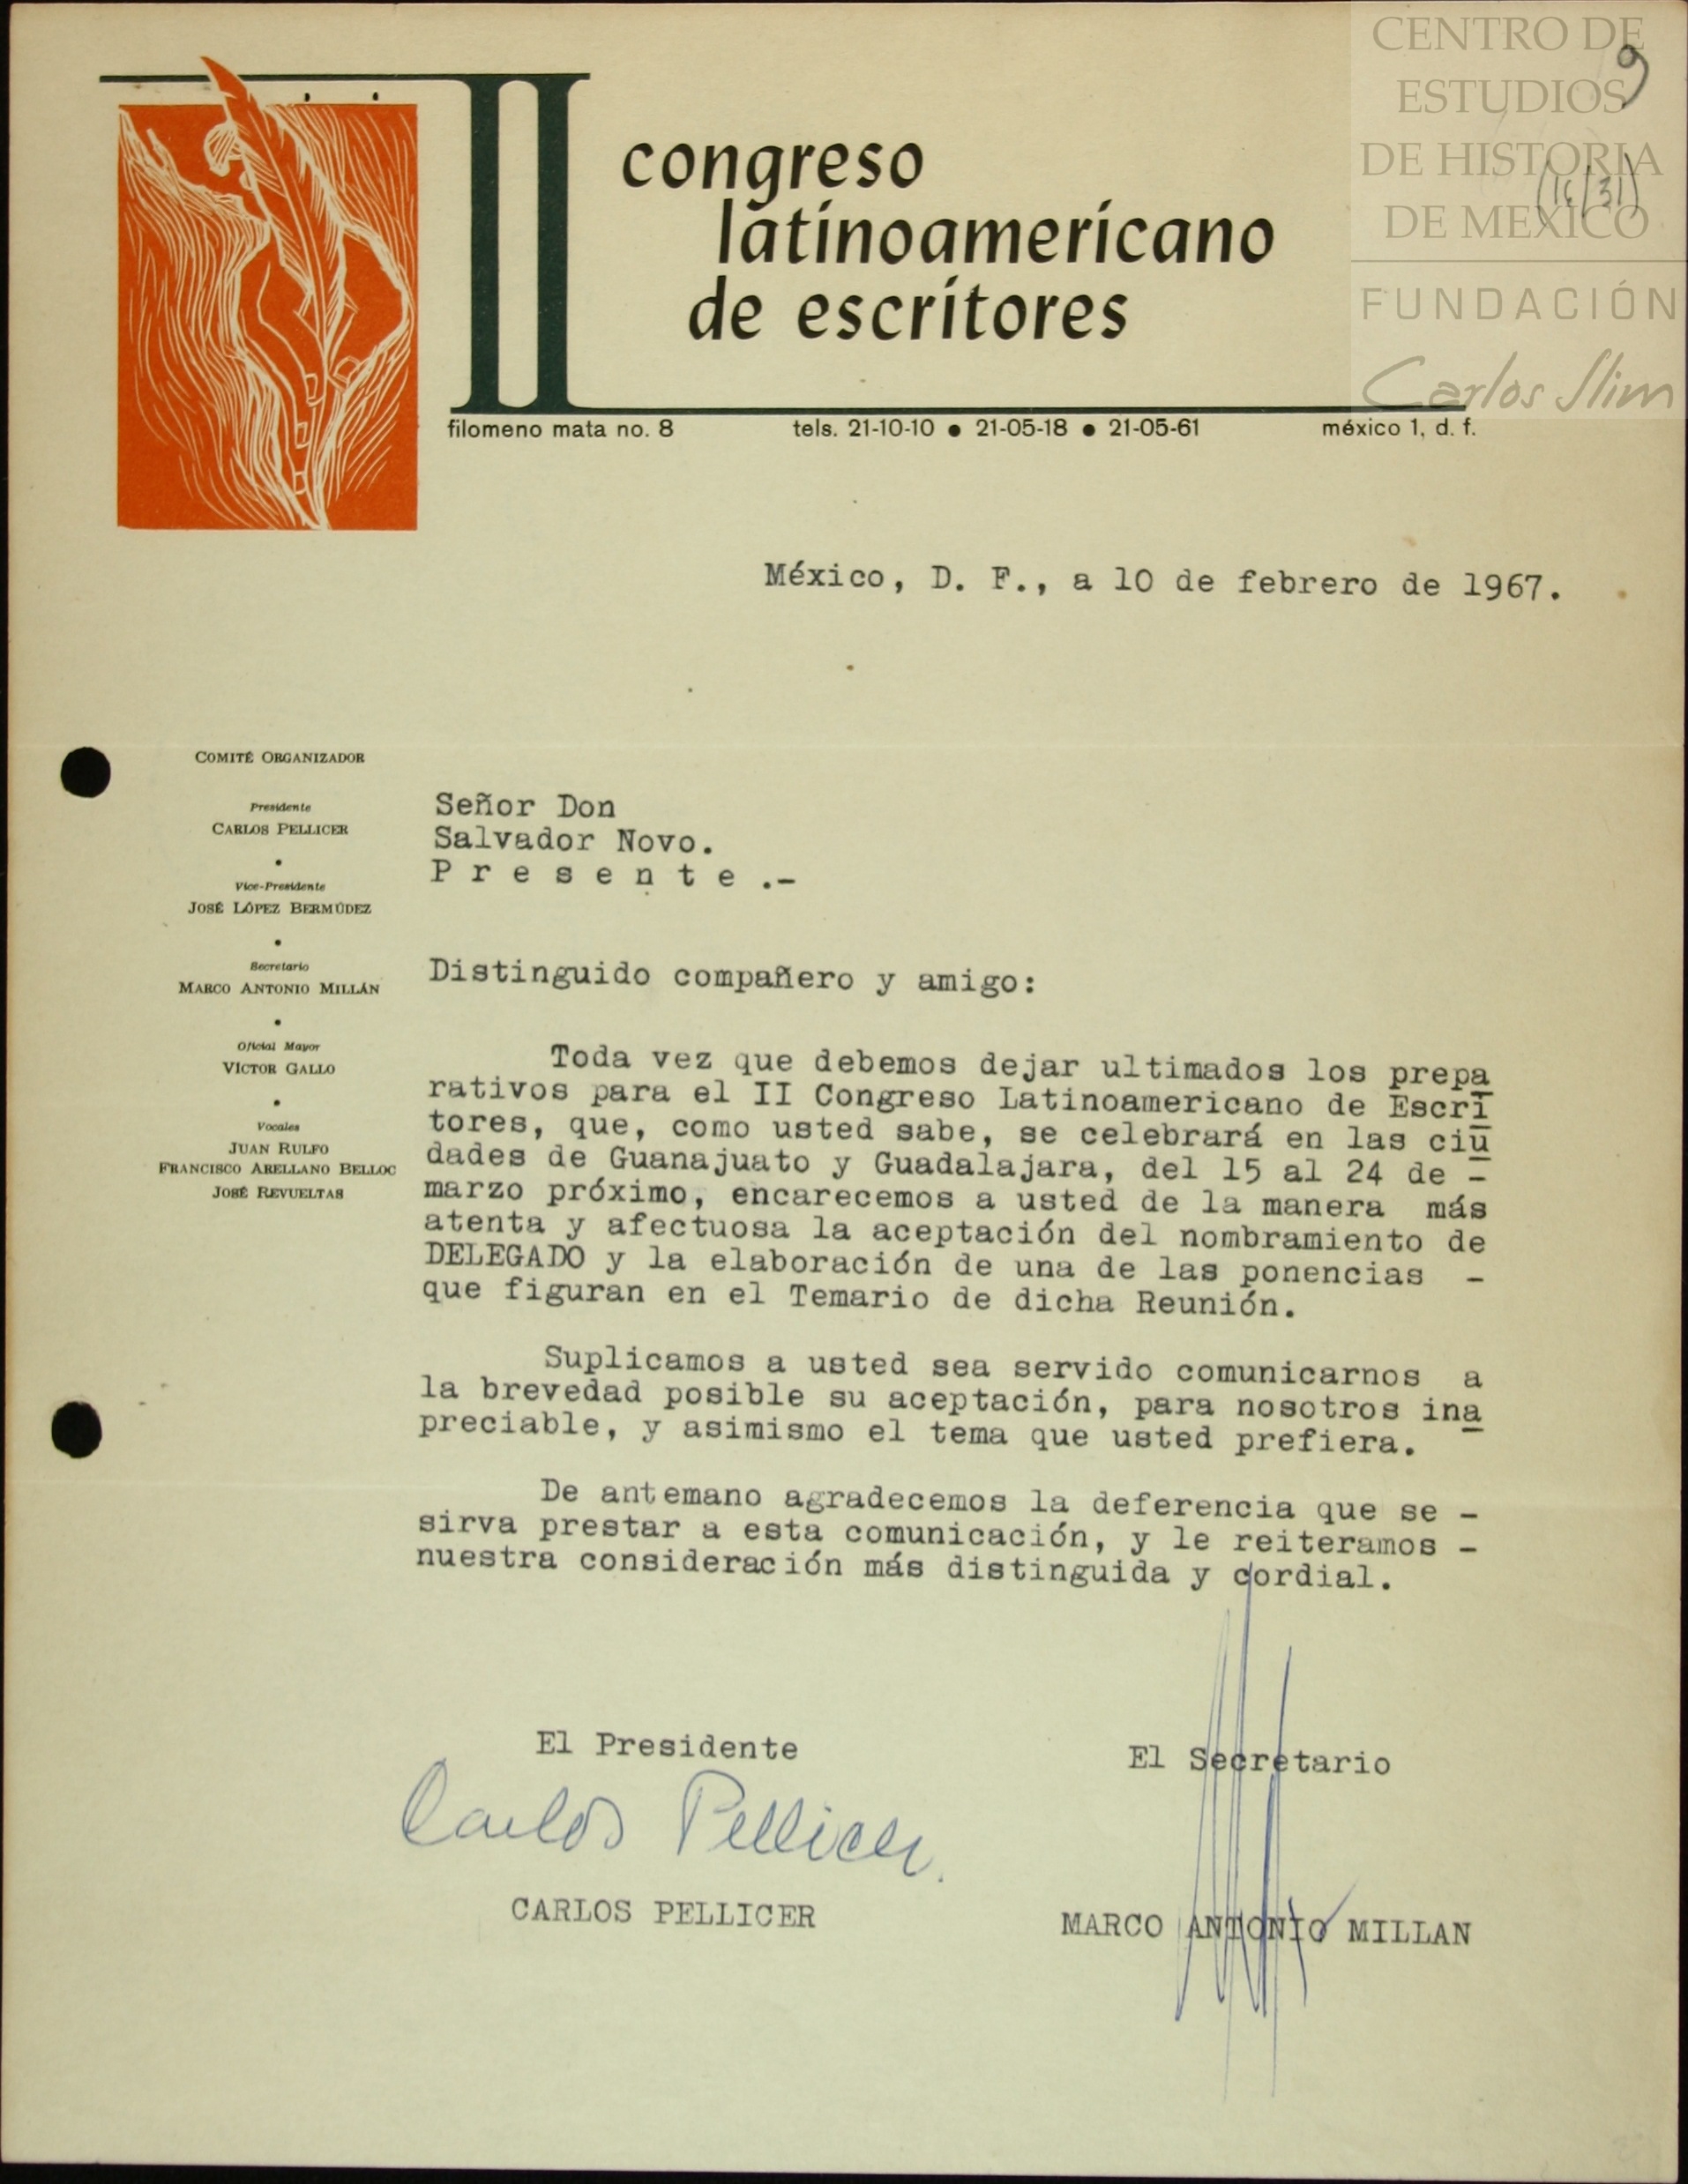 CENTRO DE
ESTUDIOS
DE HISTORIA
DE MEXICO
FUNDACIÓN
Carlos Slim
9
(16/31)
II
congreso
latinoamericano
de escritores
filomeno mata no. 8 tels. 21-10-10 ● 21-05-18 ● 21-05-61 méxico 1, d. f.
México, D. F., a 10 de febrero de 1967.
COMITÉ ORGANIZADOR
Presidente
CARLOS PELLICER
•
Vice-Presidente
JOSÉ LÓPEZ BERMÚDEZ
•
Secretario
MARCO ANTONIO MILLÁN
•
Oficial Mayor
VÍCTOR GALLO
•
Vocales
JUAN RULFO
FRANCISCO ARELLANO BELLOC
JOSÉ REVUELTAS
Señor Don
Salvador Novo.
P r e s e n t e .-
Distinguido compañero y amigo:
Toda vez que debemos dejar ultimados los prepa
rativos para el II Congreso Latinoamericano de Escri
tores, que, como usted sabe, se celebrará en las ciu
dades de Guanajuato y Guadalajara, del 15 al 24 de -
marzo próximo, encarecemos a usted de la manera más
atenta y afectuosa la aceptación del nombramiento de
DELEGADO y la elaboración de una de las ponencias -
que figuran en el Temario de dicha Reunión.
Suplicamos a usted sea servido comunicarnos a
la brevedad posible su aceptación, para nosotros ina
preciable, y asimismo el tema que usted prefiera.
De antemano agradecemos la deferencia que se -
sirva prestar a esta comunicación, y le reiteramos -
nuestra consideración más distinguida y cordial.
El Presidente
Carlos Pellicer.
CARLOS PELLICER
El Secretario
MARCO ANTONIO MILLAN